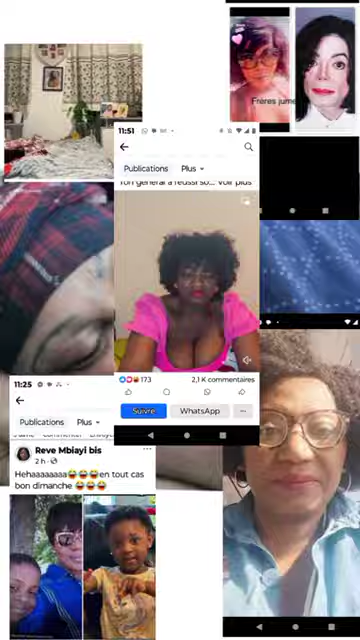 Frères jume
11:51
Publications Plus
Ton général a réussi so... Voir plus
173
2,1 K commentaires
Suivre WhatsApp ...
11:25
Publications Plus
Reve Mbiayi bis
2 h
Hehaaaaaaa😂😂😂en tout cas
bon dimanche 😂😂😂